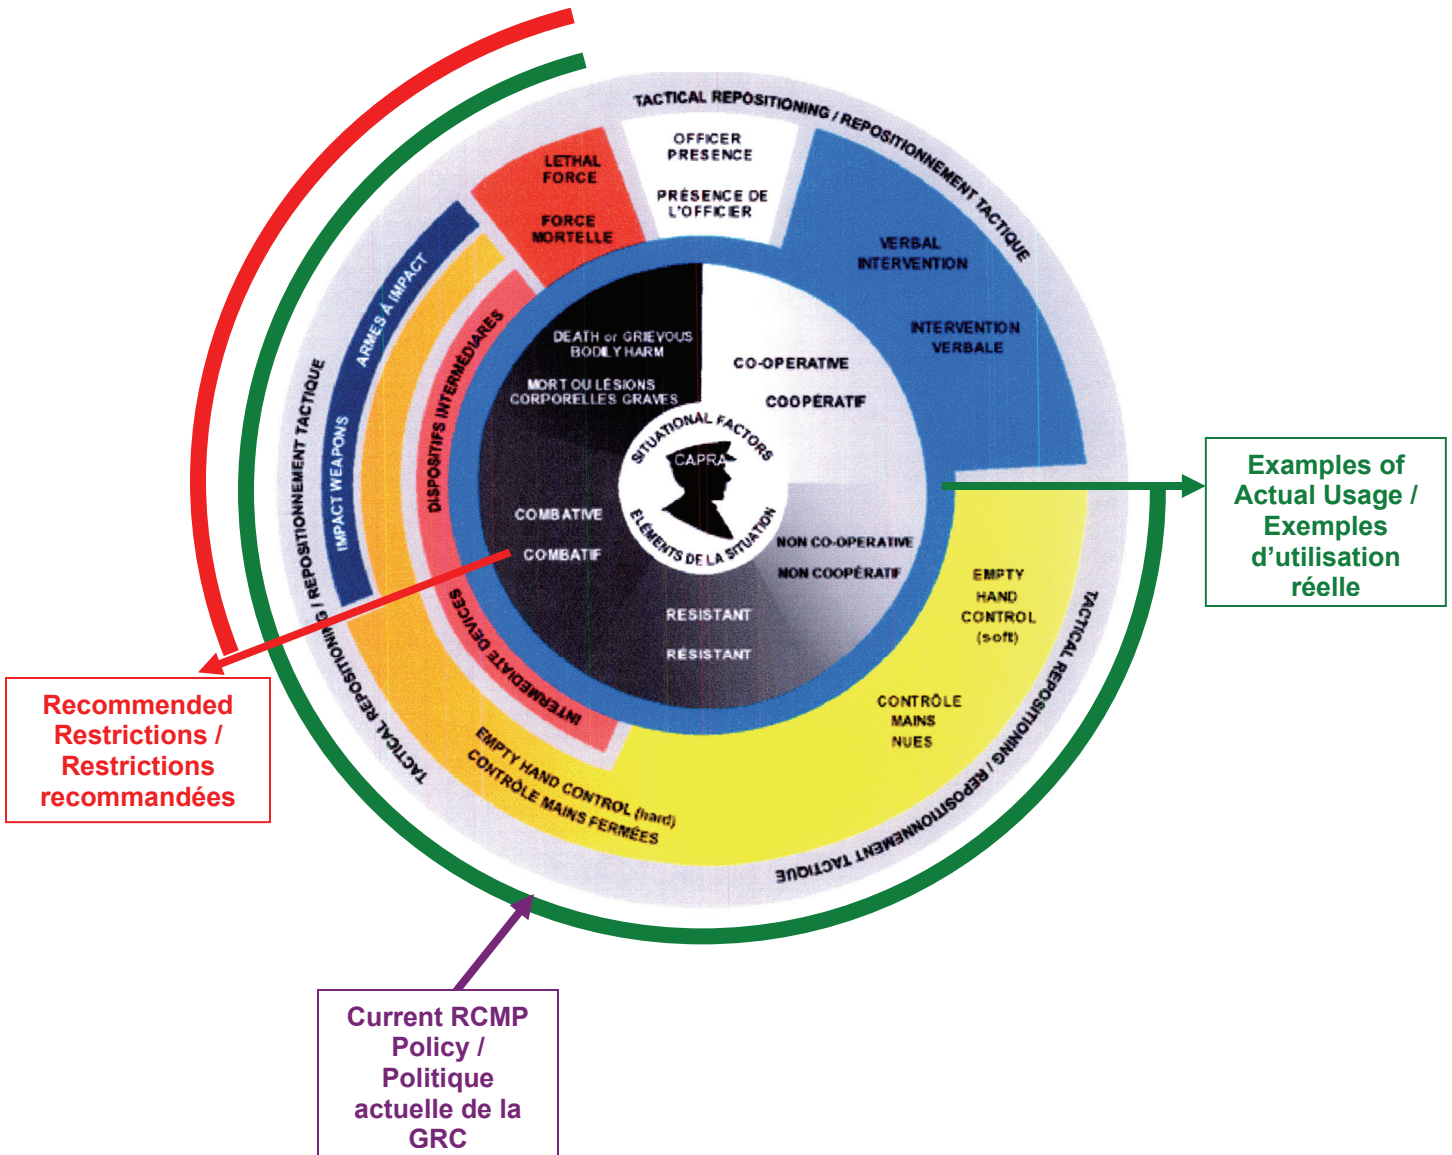 TACTICAL REPOSITIONING / REPOSITIONNEMENT TACTIQUE
OFFICER
PRESENCE
PRÉSENCE DE
L'OFFICIER
LETHAL
FORCE
FORCE
MORTELLE
VERBAL
INTERVENTION
INTERVENTION
VERBALE
ARMES À IMPACT
IMPACT WEAPONS
DISPOSITIFS INTERMÉDIARES
INTERMEDIATE DEVICES
DEATH or GRIEVOUS
BODILY HARM
MORT OU LÉSIONS
CORPORELLES GRAVES
CO-OPERATIVE
COOPÉRATIF
SITUATIONAL FACTORS
CAPRA
ELÉMENTS DE LA SITUATION
COMBATIVE
COMBATIF
NON CO-OPERATIVE
NON COOPÉRATIF
RESISTANT
RÉSISTANT
EMPTY
HAND
CONTROL
(soft)
CONTRÔLE
MAINS
NUES
EMPTY HAND CONTROL (hard)
CONTRÔLE MAINS FERMÉES
TACTICAL REPOSITIONING / REPOSITIONNEMENT TACTIQUE
TACTICAL REPOSITIONING / REPOSITIONNEMENT TACTIQUE
Examples of
Actual Usage /
Exemples
d’utilisation
réelle
Recommended
Restrictions /
Restrictions
recommandées
Current RCMP
Policy /
Politique
actuelle de la
GRC